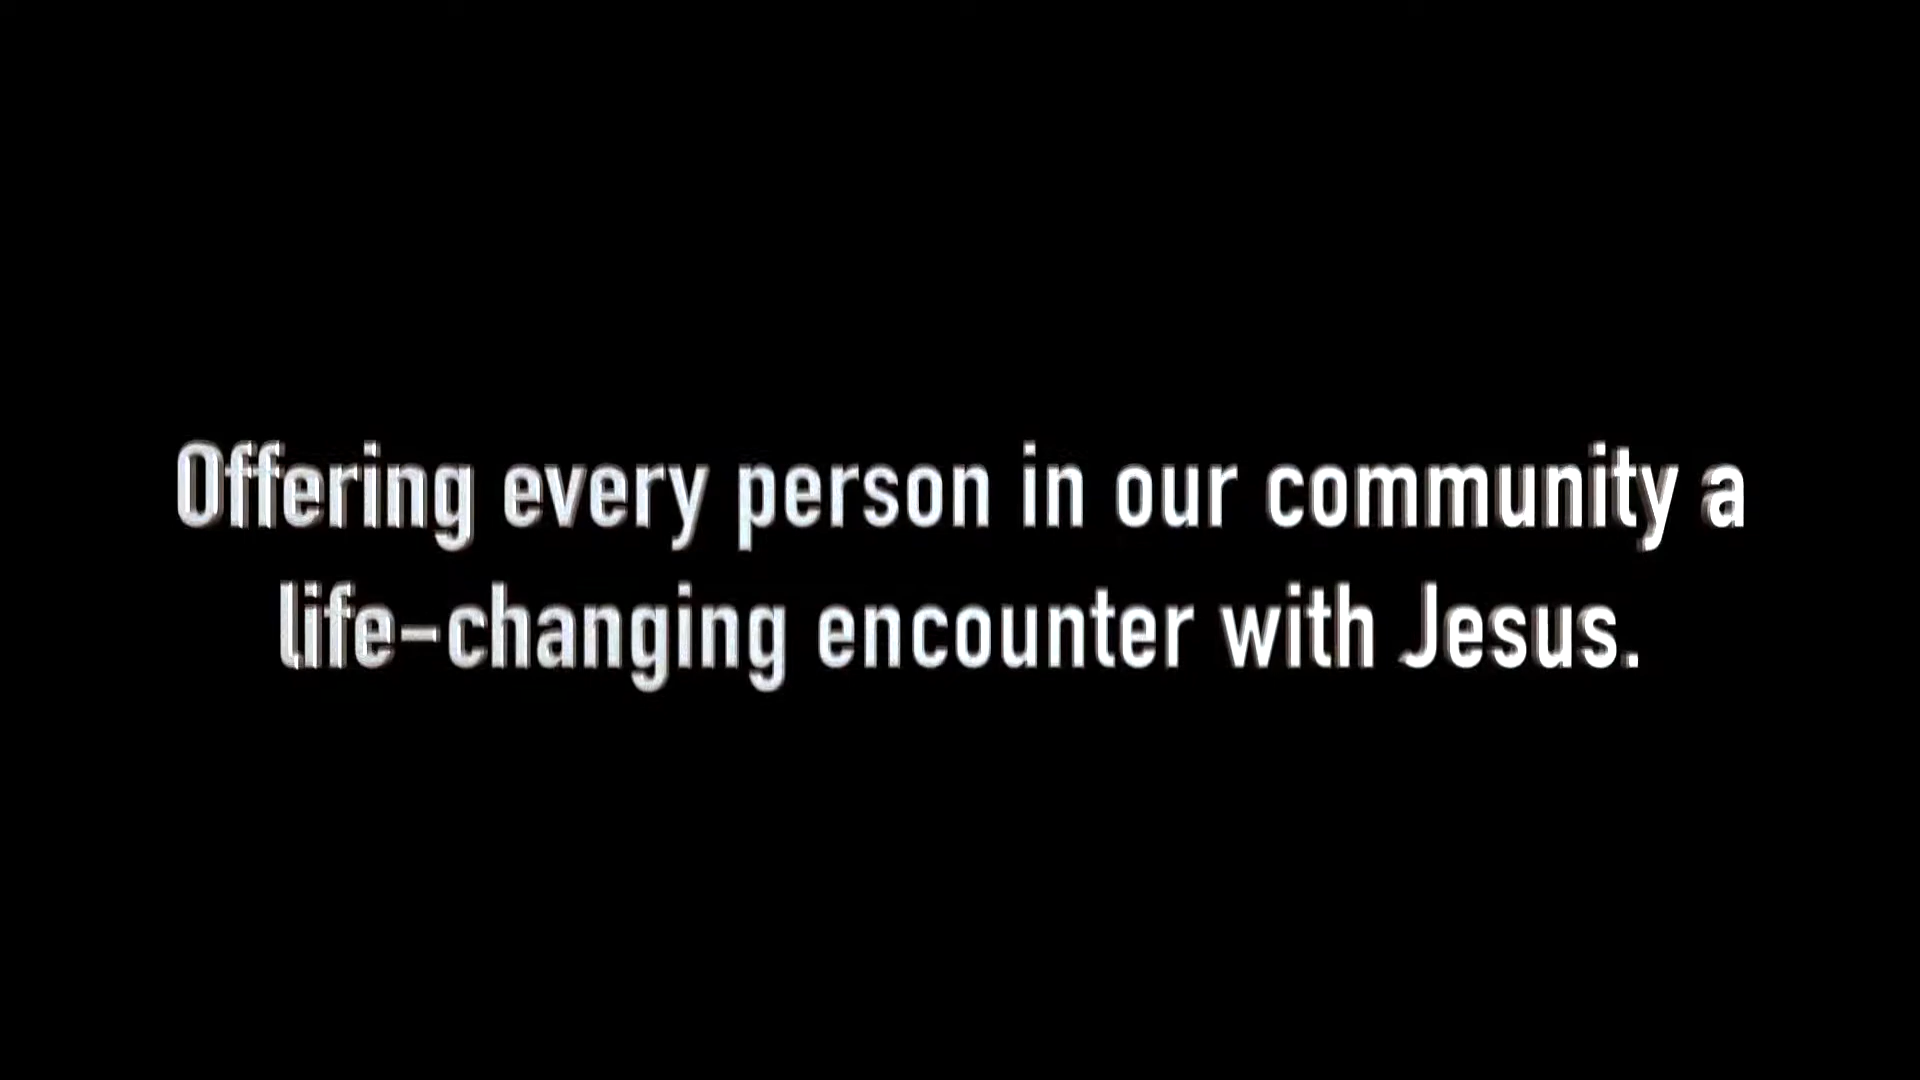 Offering every person in our community a
life-changing encounter with Jesus.